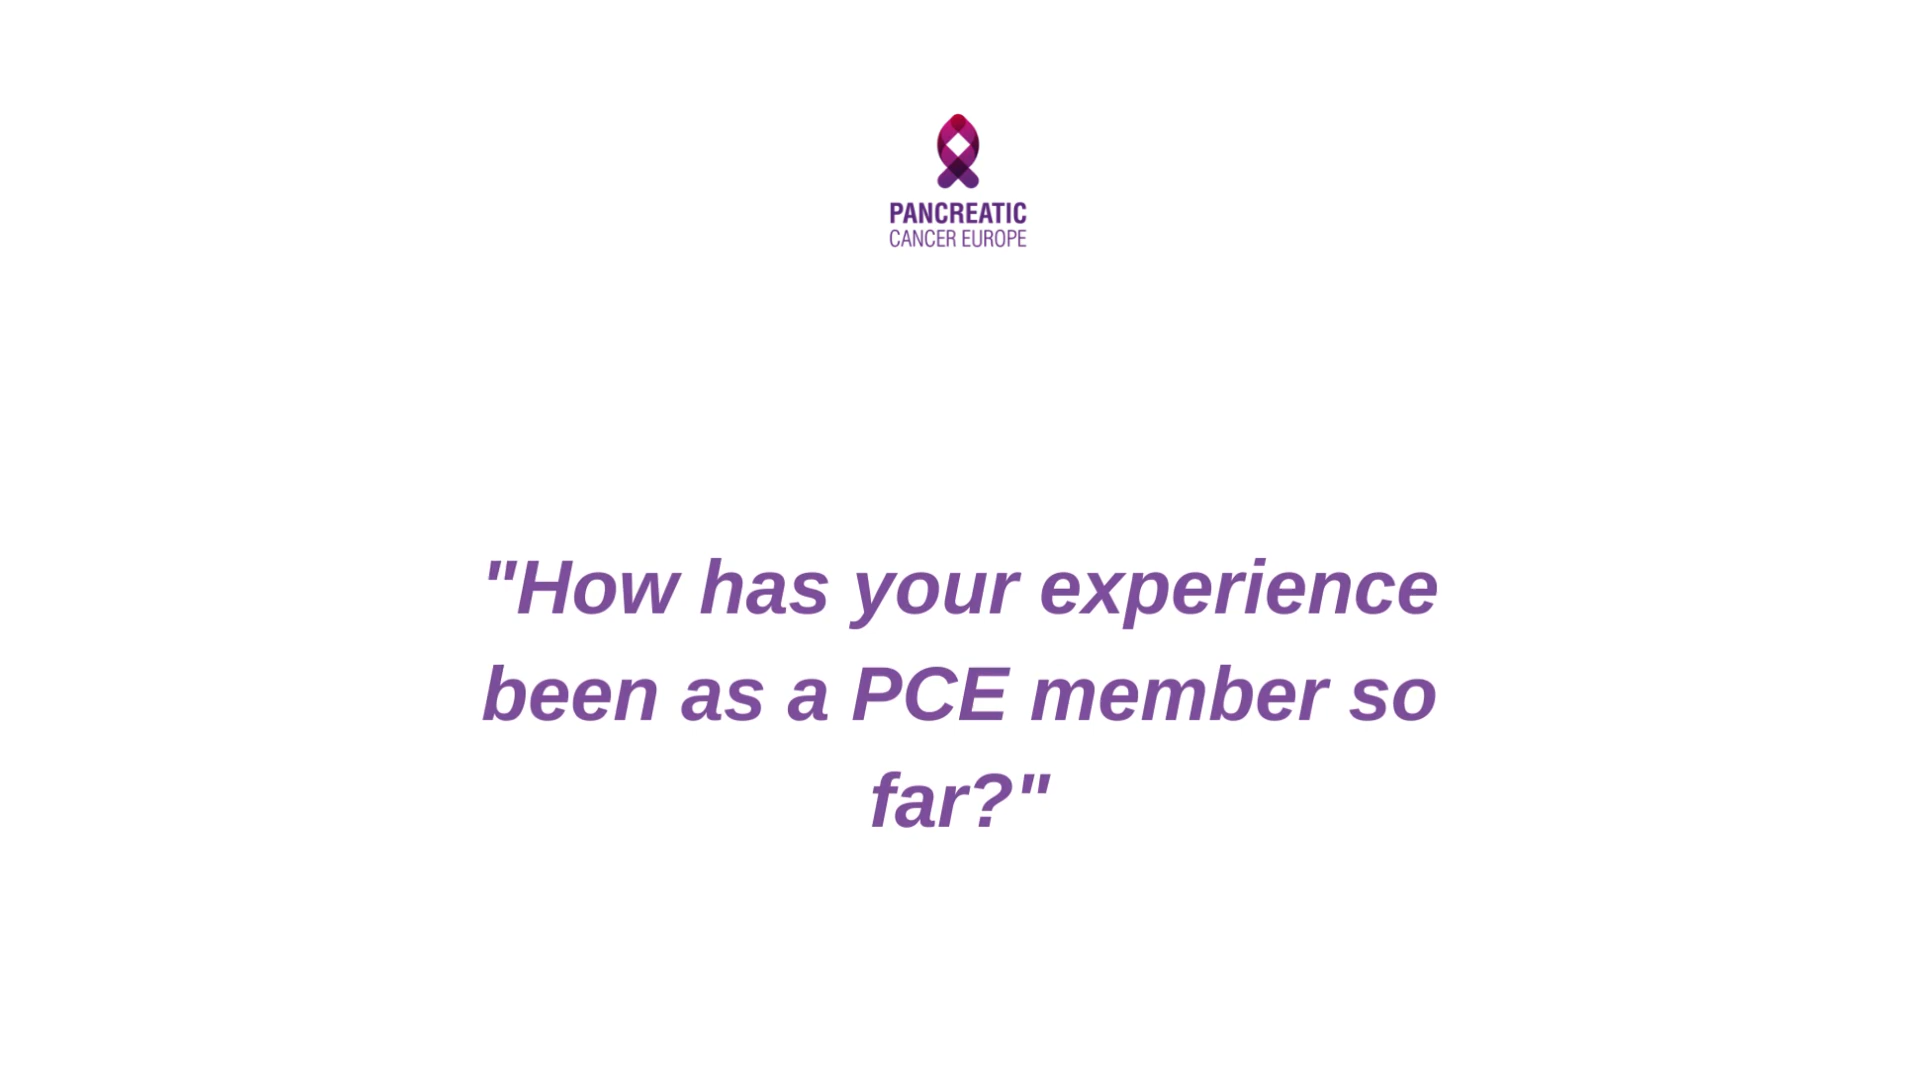 PANCREATIC
CANCER EUROPE
"How has your experience
been as a PCE member so
far?"